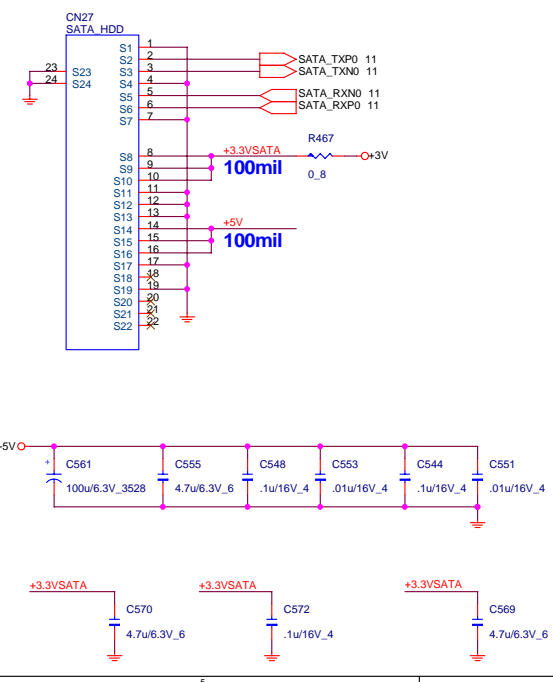 CN27
SATA_HDD
S1 1
S2 2 SATA_TXP0 11
23 S23 S3 3 SATA_TXN0 11
24 S24 S4 4
S5 5 SATA_RXN0 11
S6 6 SATA_RXP0 11
S7 7
R467
S8 8 +3.3VSATA +3V
S9 9 100mil
S10 10 0_8
S11 11
S12 12
S13 13
S14 14 +5V
S15 15 100mil
S16 16
S17 17
S18 18
S19 19
S20 20
S21 21
S22 22
5V
+ C561 C555 C548 C553 C544 C551
100u/6.3V_3528 4.7u/6.3V_6 .1u/16V_4 .01u/16V_4 .1u/16V_4 .01u/16V_4
+3.3VSATA +3.3VSATA +3.3VSATA
C570 C572 C569
4.7u/6.3V_6 .1u/16V_4 4.7u/6.3V_6